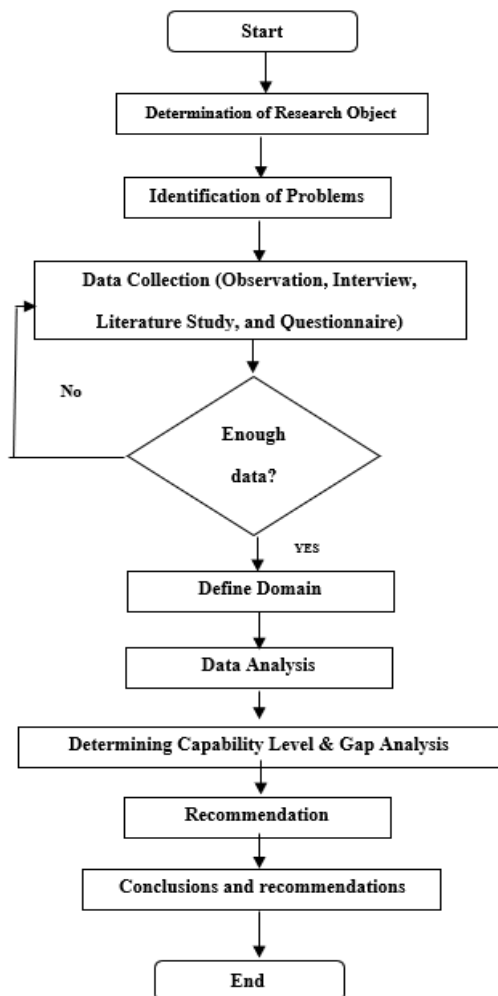 Start
Determination of Research Object
Identification of Problems
Data Collection (Observation, Interview,
Literature Study, and Questionnaire)
No
Enough
data?
YES
Define Domain
Data Analysis
Determining Capability Level & Gap Analysis
Recommendation
Conclusions and recommendations
End